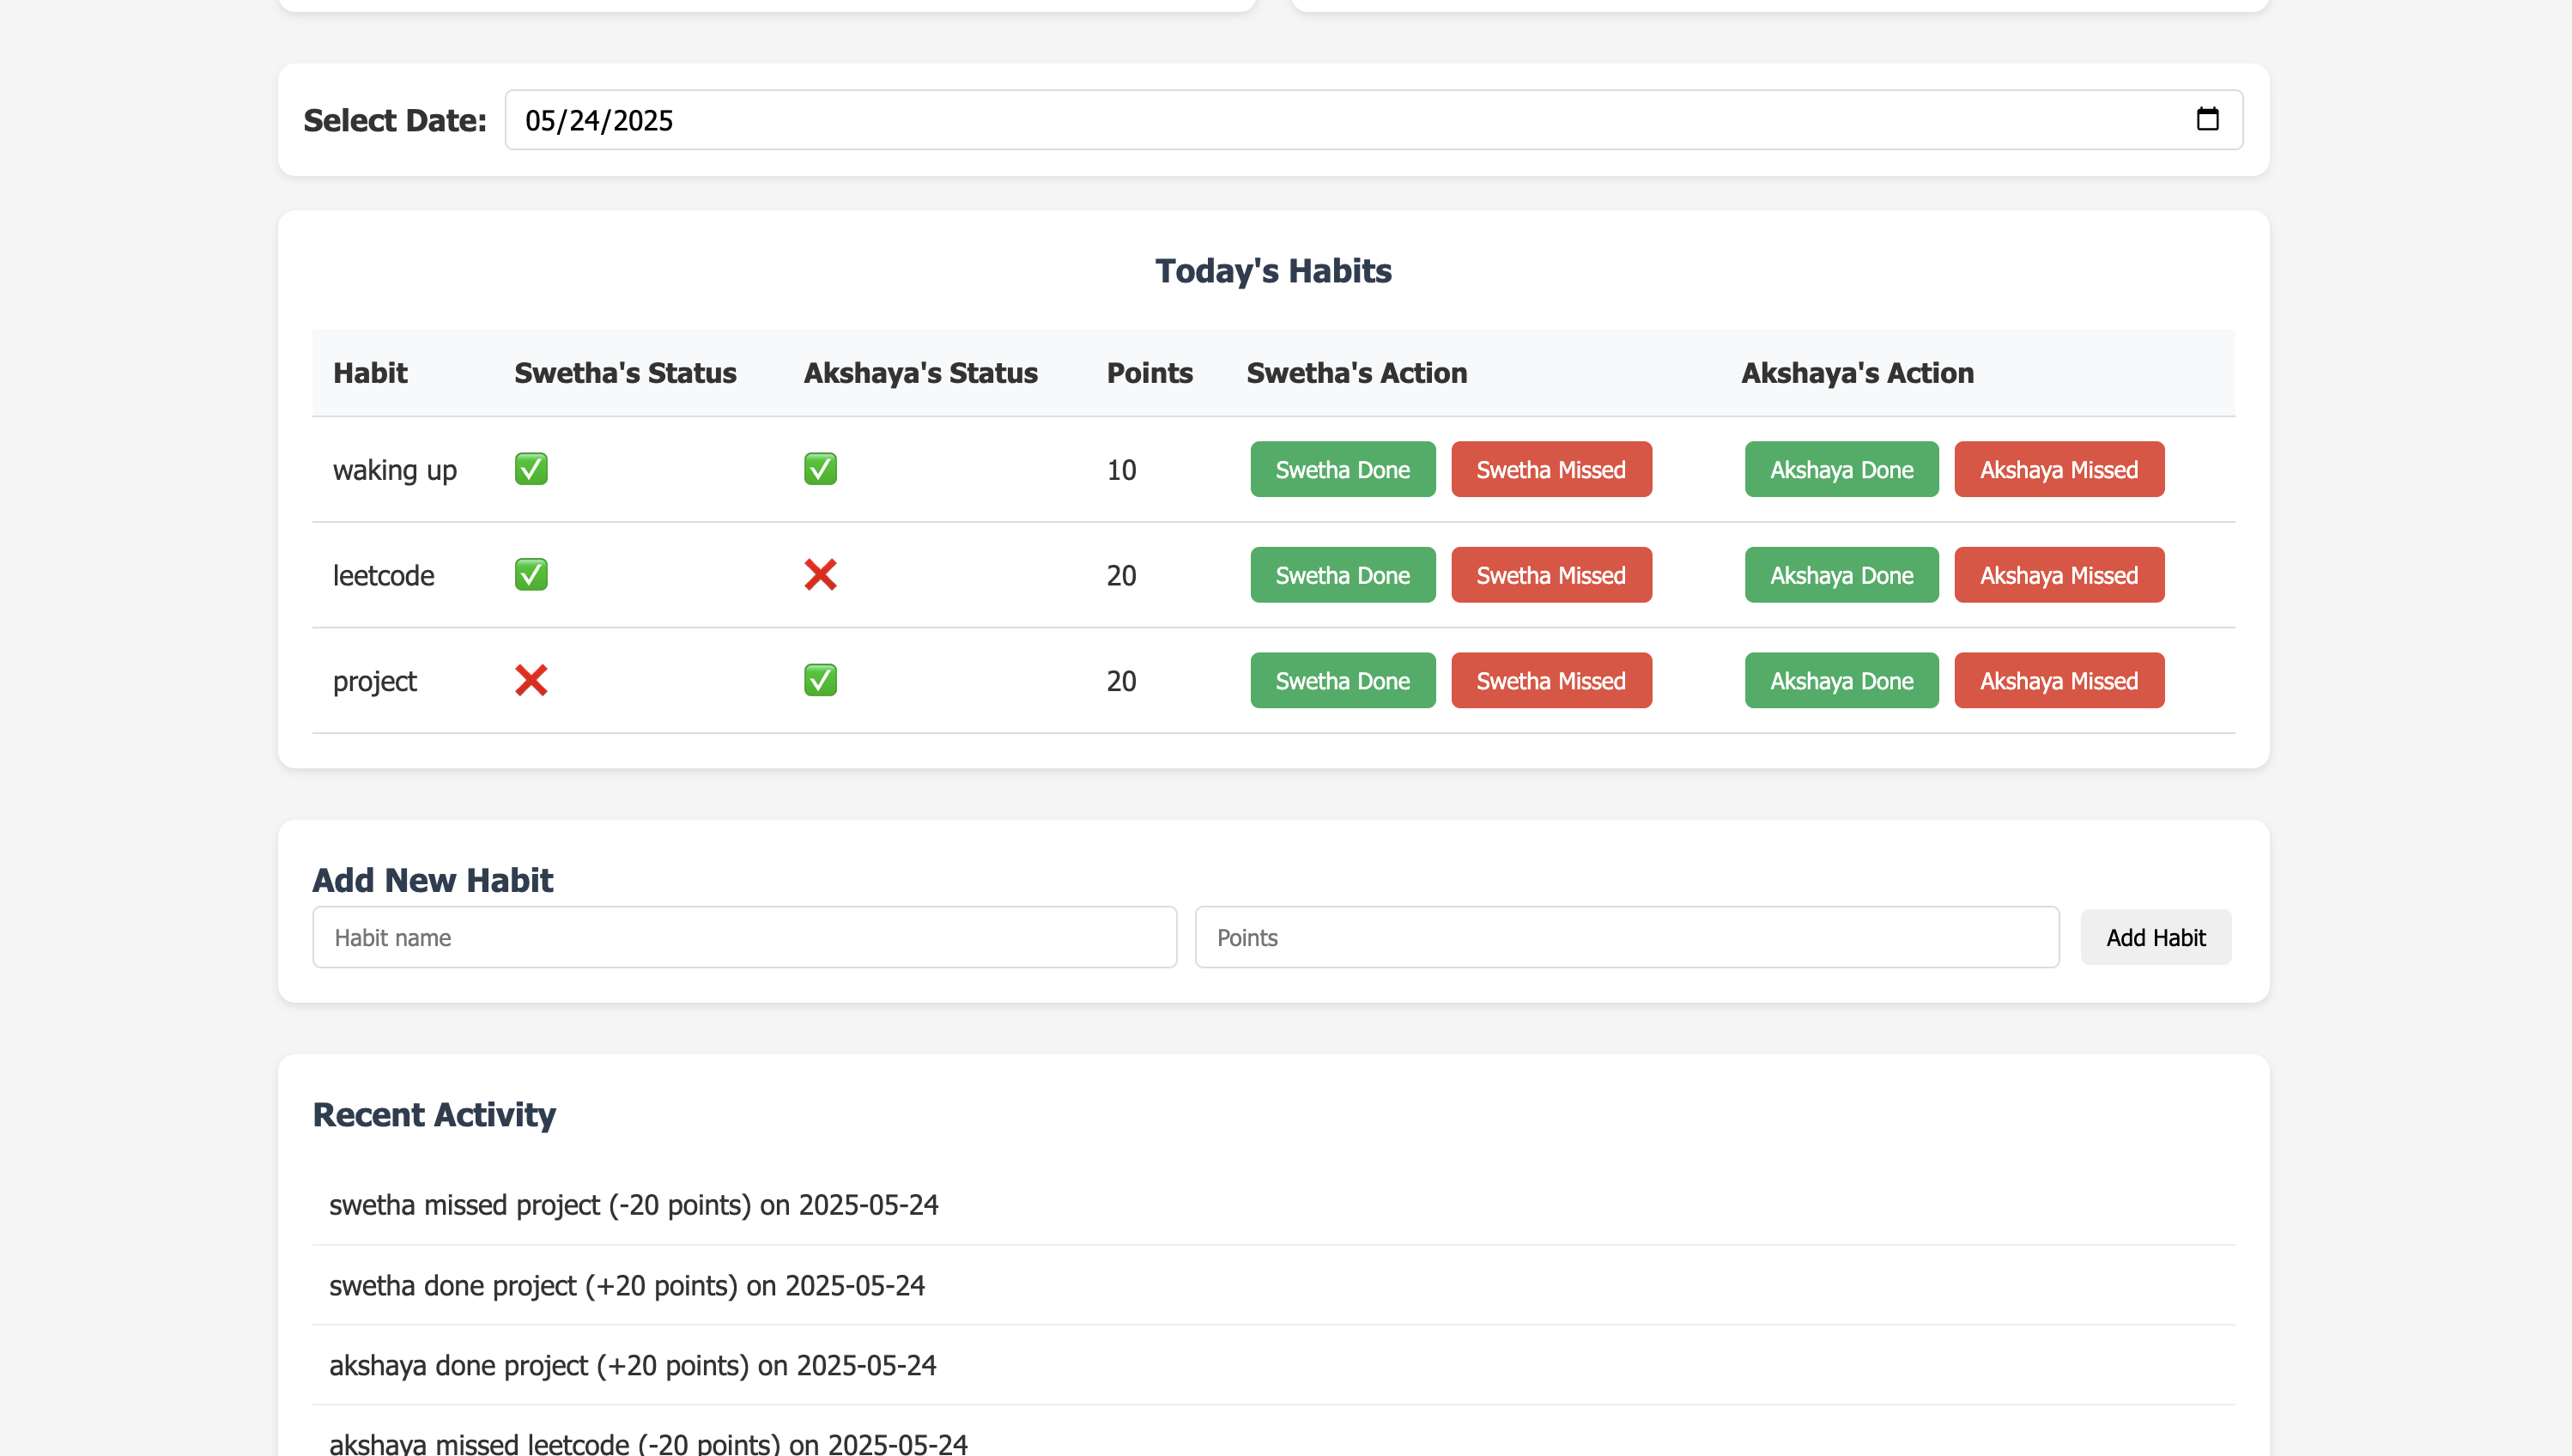 Select Date: 05/24/2025
Today's Habits
Habit Swetha's Status Akshaya's Status Points Swetha's Action Akshaya's Action
waking up ✅ ✅ 10 Swetha Done Swetha Missed Akshaya Done Akshaya Missed
leetcode ✅ ❌ 20 Swetha Done Swetha Missed Akshaya Done Akshaya Missed
project ❌ ✅ 20 Swetha Done Swetha Missed Akshaya Done Akshaya Missed
Add New Habit
Habit name Points Add Habit
Recent Activity
swetha missed project (-20 points) on 2025-05-24
swetha done project (+20 points) on 2025-05-24
akshaya done project (+20 points) on 2025-05-24
akshaya missed leetcode (-20 points) on 2025-05-24